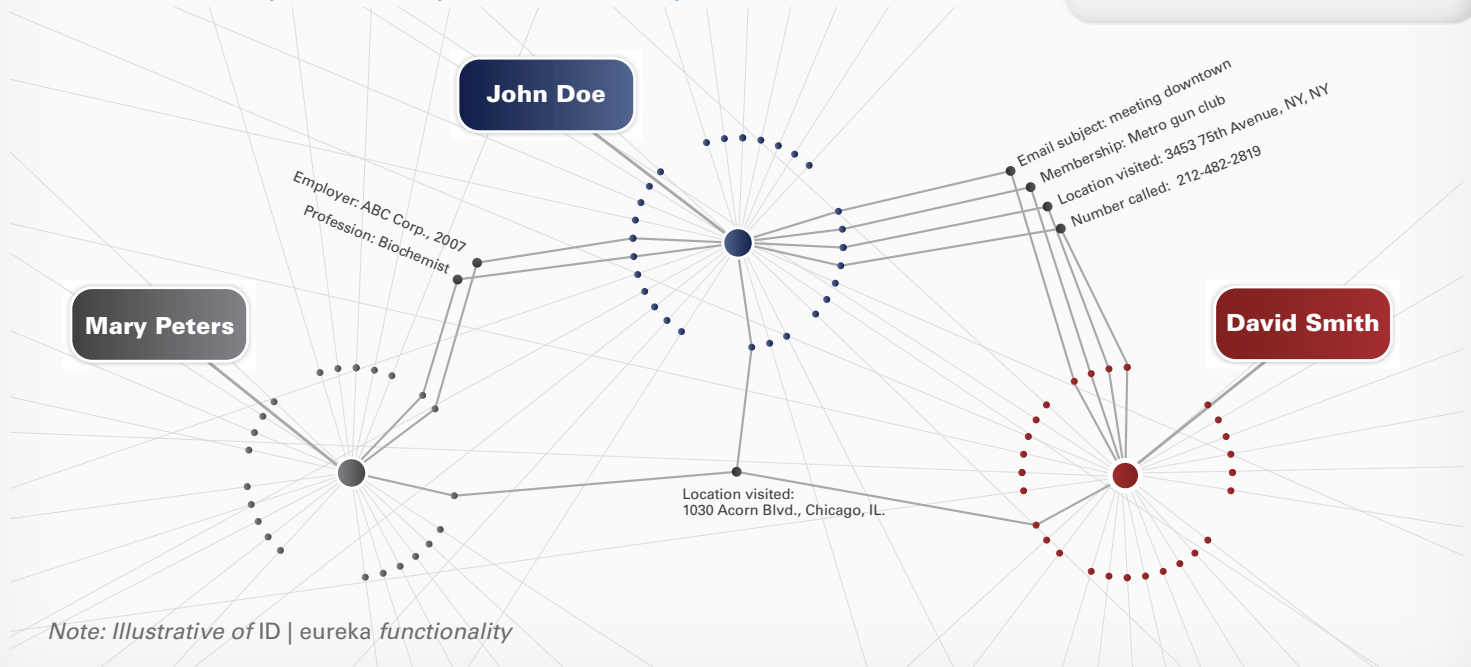 John Doe
Email subject: meeting downtown
Membership: Metro gun club
Location visited: 3453 75th Avenue, NY, NY
Number called:  212-482-2819
Employer: ABC Corp., 2007
Profession: Biochemist
Mary Peters
David Smith
Location visited:
1030 Acorn Blvd., Chicago, IL.
Note: Illustrative of ID | eureka functionality